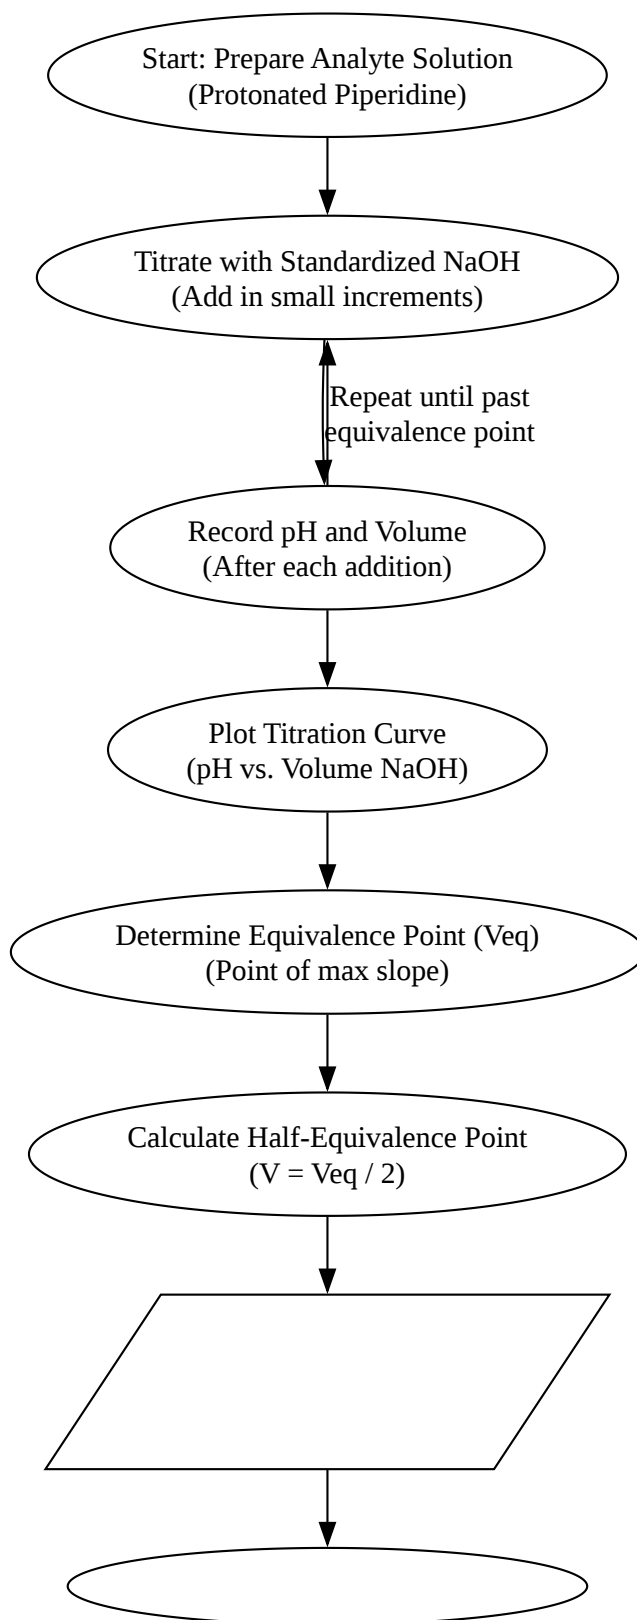 Start: Prepare Analyte Solution
(Protonated Piperidine)
Titrate with Standardized NaOH
(Add in small increments)
Repeat until past
equivalence point
Record pH and Volume
(After each addition)
Plot Titration Curve
(pH vs. Volume NaOH)
Determine Equivalence Point (Veq)
(Point of max slope)
Calculate Half-Equivalence Point
(V = Veq / 2)